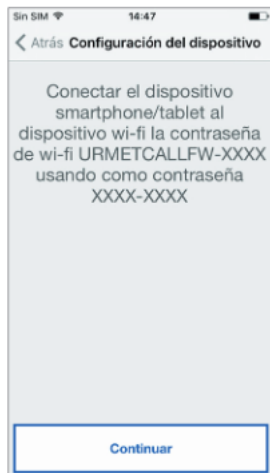 Sin SIM 14:47
Atrás Configuración del dispositivo
Conectar el dispositivo
smartphone/tablet al
dispositivo wi-fi la contraseña
de wi-fi URMETCALLFW-XXXX
usando como contraseña
XXXX-XXXX
Continuar